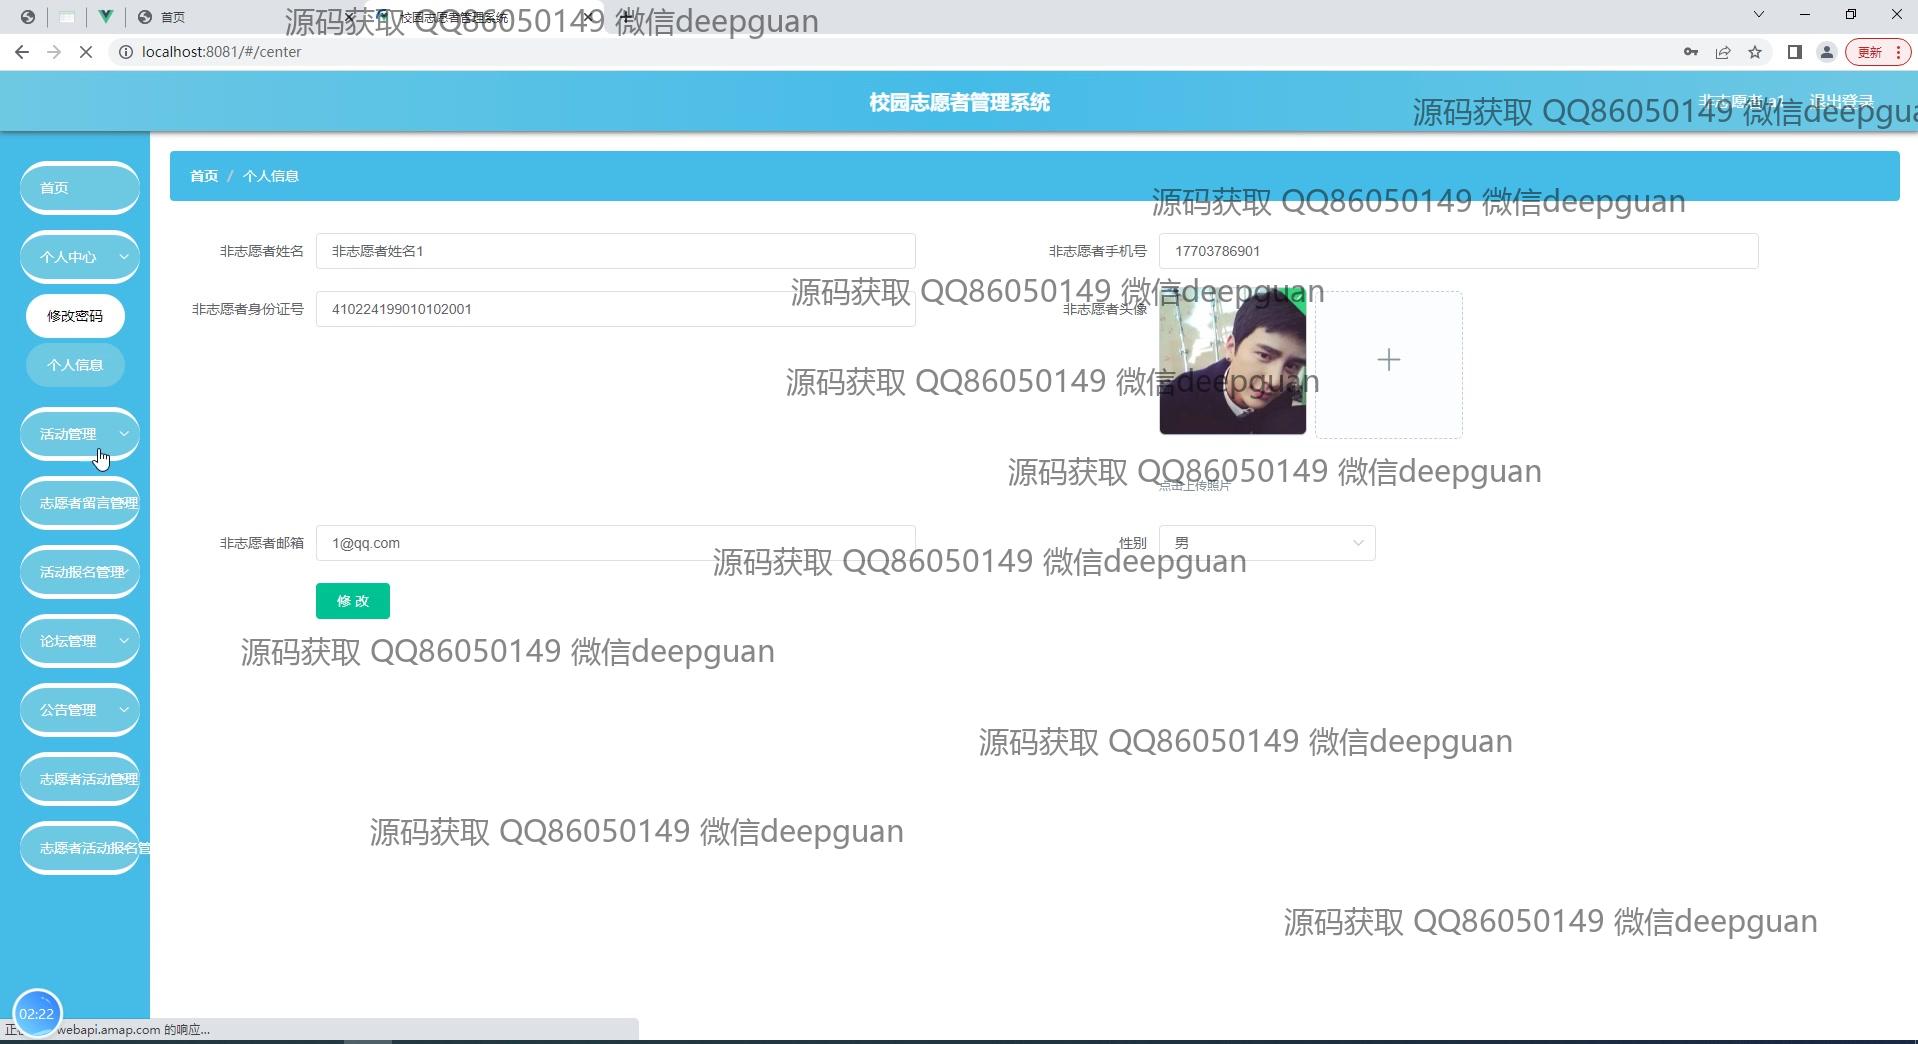 首页
校园志愿者管理系统
源码获取 QQ86050149 微信deepguan
localhost:8081/#/center
更新
校园志愿者管理系统
非志愿者 a1
退出登录
源码获取 QQ86050149 微信deepgua
首页
首页 / 个人信息
源码获取 QQ86050149 微信deepguan
个人中心
非志愿者姓名
非志愿者姓名1
非志愿者手机号
17703786901
源码获取 QQ86050149 微信deepguan
修改密码
非志愿者身份证号
410224199010102001
非志愿者头像
个人信息
源码获取 QQ86050149 微信deepguan
活动管理
源码获取 QQ86050149 微信deepguan
点击上传照片
志愿者留言管理
非志愿者邮箱
1@qq.com
性别
男
源码获取 QQ86050149 微信deepguan
活动报名管理
修 改
论坛管理
源码获取 QQ86050149 微信deepguan
公告管理
源码获取 QQ86050149 微信deepguan
志愿者活动管理
源码获取 QQ86050149 微信deepguan
志愿者活动报名管
源码获取 QQ86050149 微信deepguan
02:22
webapi.amap.com 的响应...